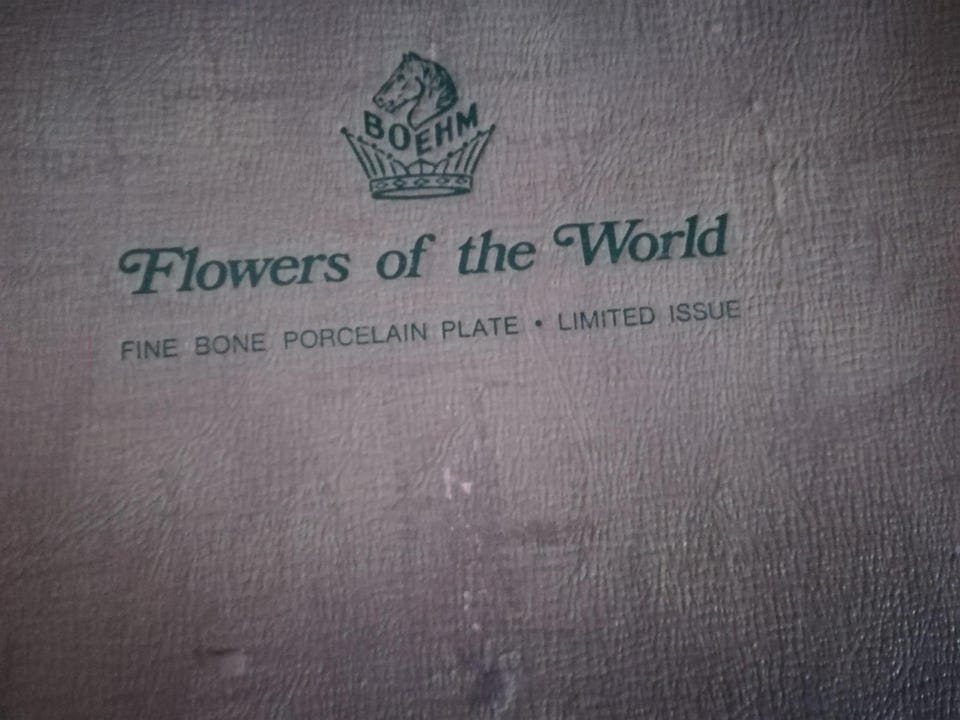 BOEHM
Flowers of the World
FINE BONE PORCELAIN PLATE • LIMITED ISSUE